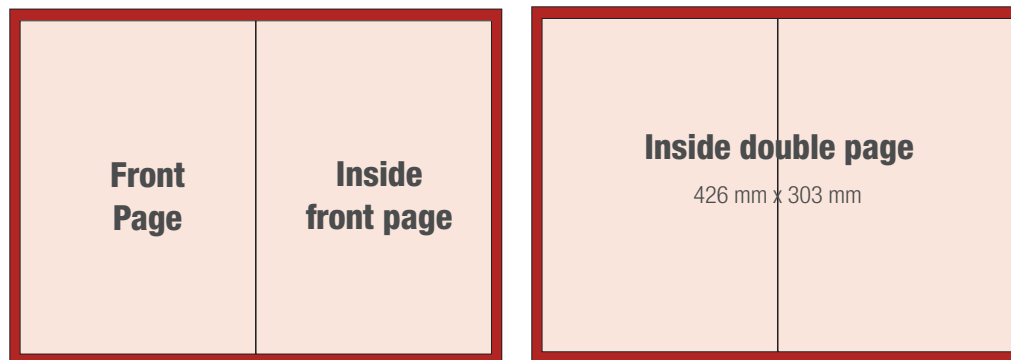 Front
Page
Inside
front page
Inside double page
426 mm x 303 mm